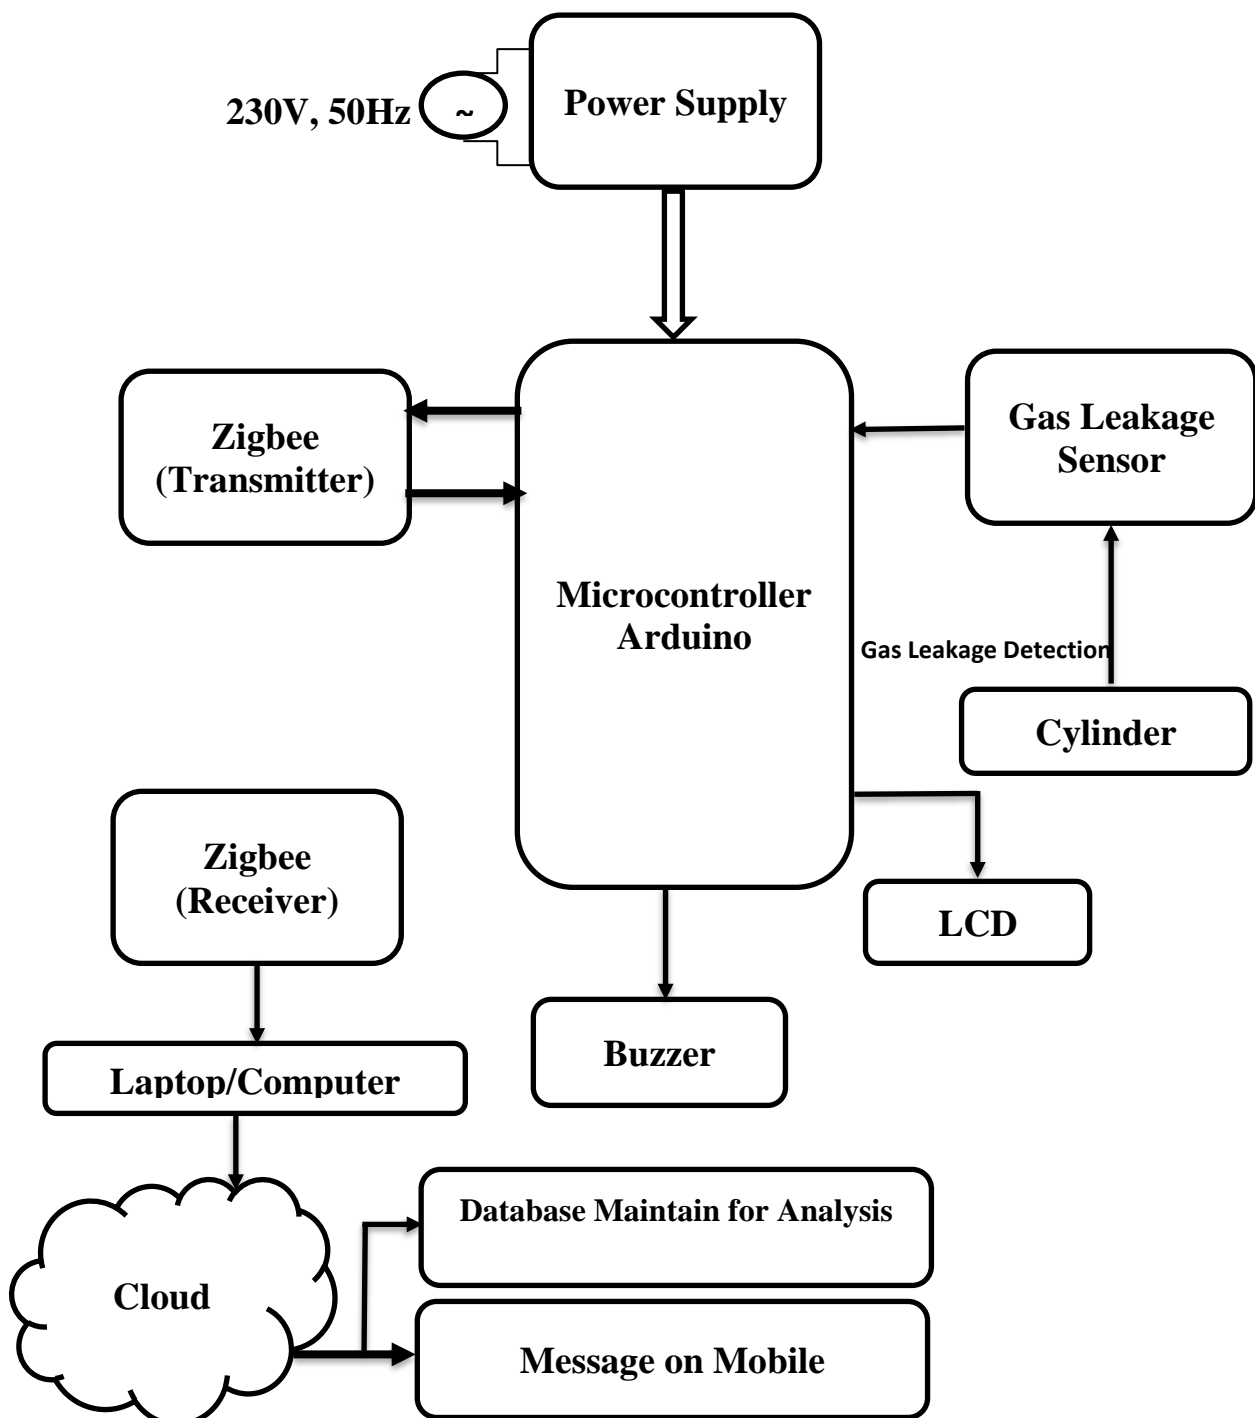 230V, 50Hz
~
Power Supply
Zigbee
(Transmitter)
Gas Leakage
Sensor
Microcontroller
Arduino
Gas Leakage Detection
Cylinder
Zigbee
(Receiver)
LCD
Buzzer
Laptop/Computer
Database Maintain for Analysis
Cloud
Message on Mobile